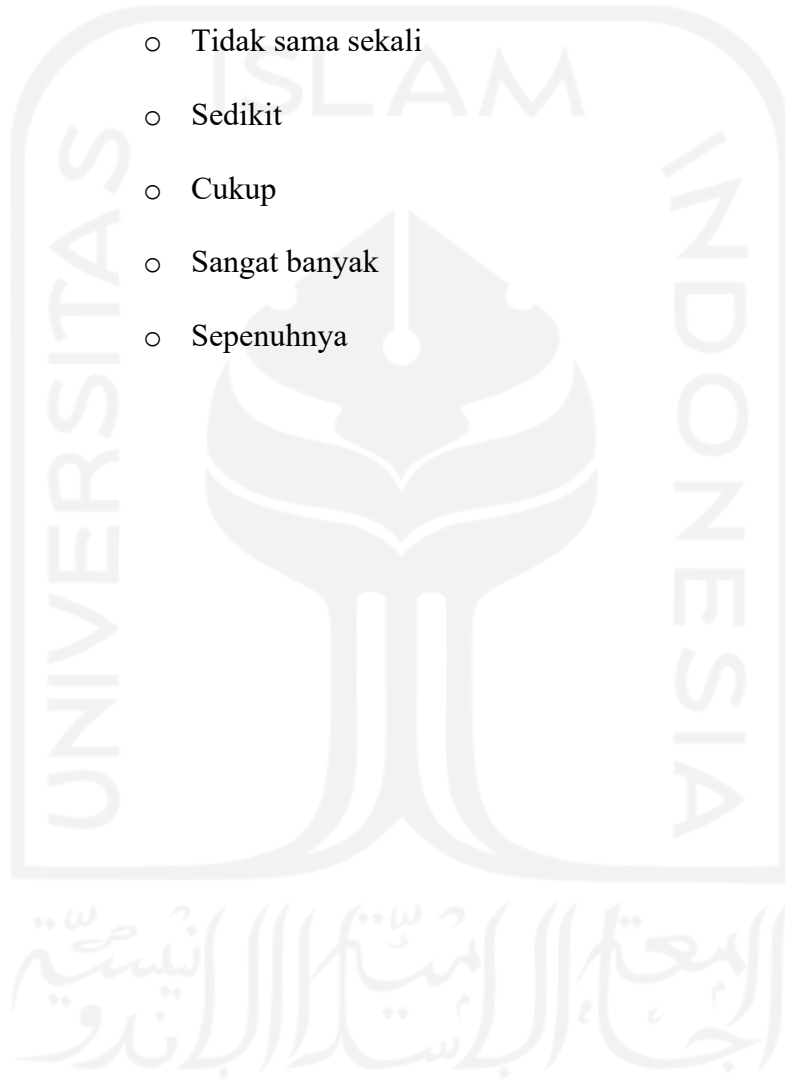 ISLAM
UNIVERSITAS
INDONESIA
o Tidak sama sekali
o Sedikit
o Cukup
o Sangat banyak
o Sepenuhnya